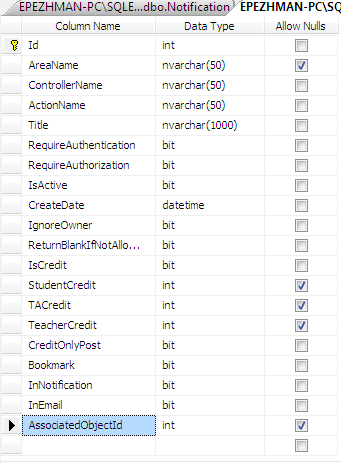 EPEZHMAN-PC\SQLE...dbo.Notification EPEZHMAN-PC\SQ
Column Name Data Type Allow Nulls
Id int
AreaName nvarchar(50)
ControllerName nvarchar(50)
ActionName nvarchar(50)
Title nvarchar(1000)
RequireAuthentication bit
RequireAuthorization bit
IsActive bit
CreateDate datetime
IgnoreOwner bit
ReturnBlankIfNotAllo... bit
IsCredit bit
StudentCredit int
TACredit int
TeacherCredit int
CreditOnlyPost bit
Bookmark bit
InNotification bit
InEmail bit
AssociatedObjectId int